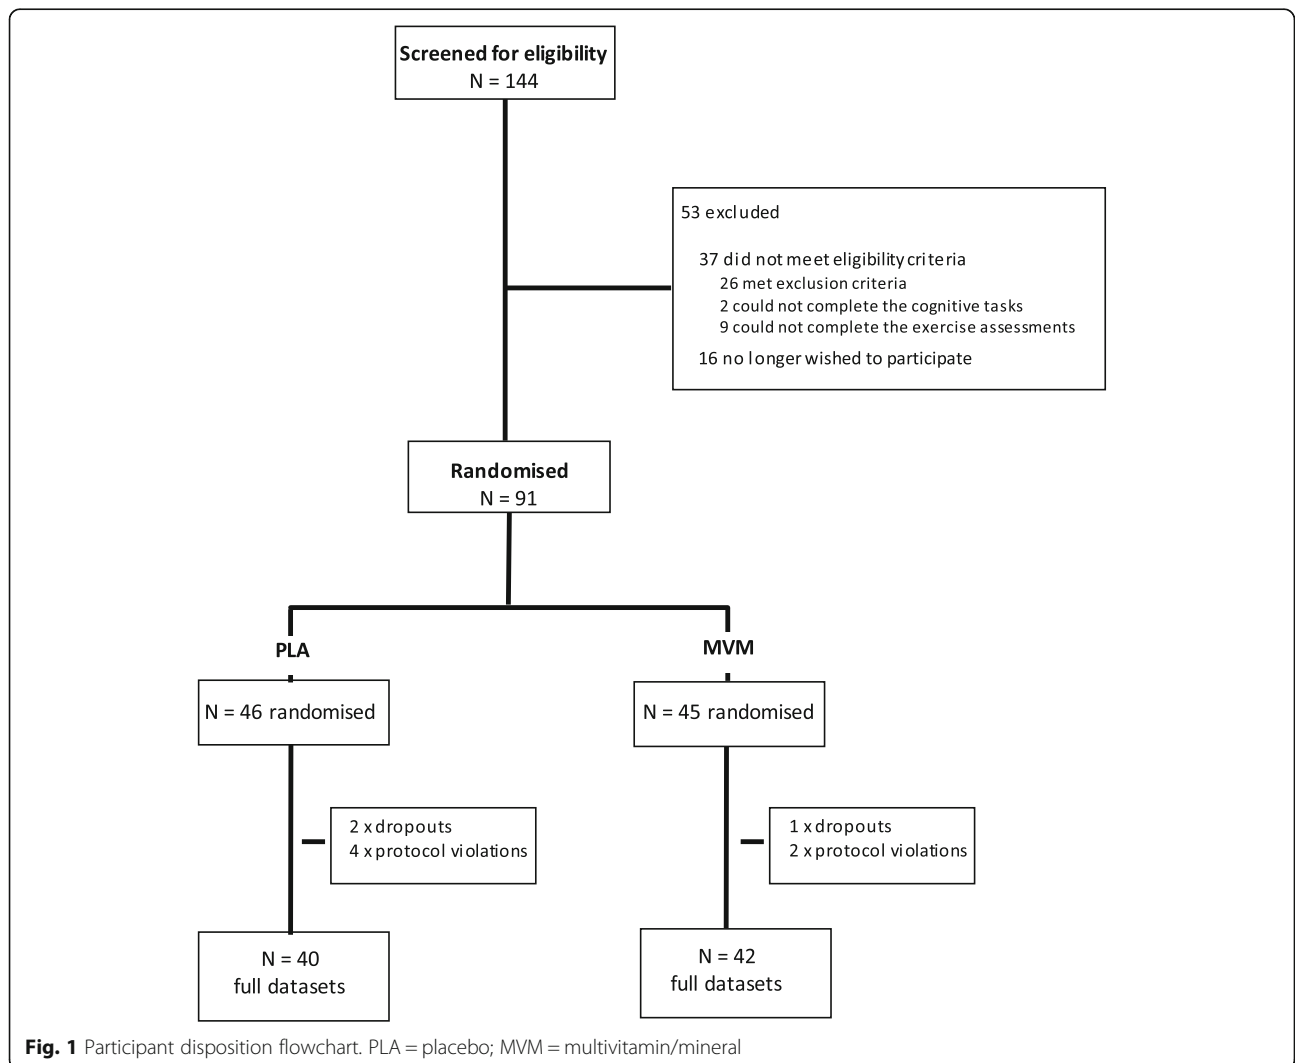 Screened for eligibility
N = 144
53 excluded
37 did not meet eligibility criteria
26 met exclusion criteria
2 could not complete the cognitive tasks
9 could not complete the exercise assessments
16 no longer wished to participate
Randomised
N = 91
PLA
MVM
N = 46 randomised
N = 45 randomised
2 x dropouts
4 x protocol violations
1 x dropouts
2 x protocol violations
N = 40
full datasets
N = 42
full datasets
Fig. 1 Participant disposition flowchart. PLA = placebo; MVM = multivitamin/mineral